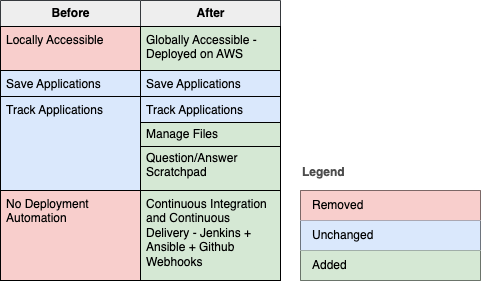 Before
After
Locally Accessible
Globally Accessible -
Deployed on AWS
Save Applications
Save Applications
Track Applications
Track Applications
Manage Files
Question/Answer
Scratchpad
No Deployment
Automation
Continuous Integration
and Continuous
Delivery - Jenkins +
Ansible + Github
Webhooks
Legend
Removed
Unchanged
Added